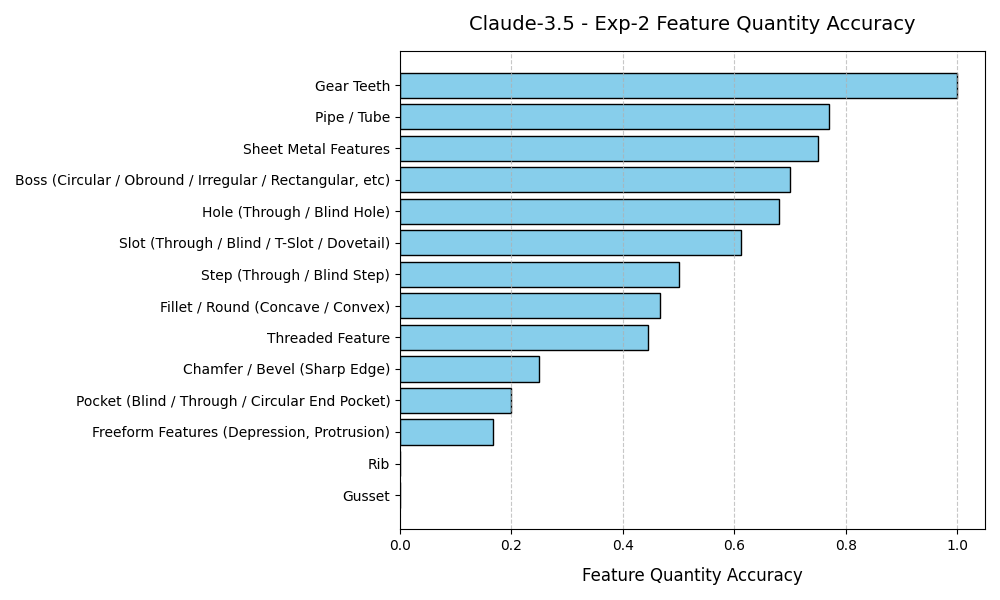 Claude-3.5 - Exp-2 Feature Quantity Accuracy
Gear Teeth
Pipe / Tube
Sheet Metal Features
Boss (Circular / Obround / Irregular / Rectangular, etc)
Hole (Through / Blind Hole)
Slot (Through / Blind / T-Slot / Dovetail)
Step (Through / Blind Step)
Fillet / Round (Concave / Convex)
Threaded Feature
Chamfer / Bevel (Sharp Edge)
Pocket (Blind / Through / Circular End Pocket)
Freeform Features (Depression, Protrusion)
Rib
Gusset
0.0 0.2 0.4 0.6 0.8 1.0
Feature Quantity Accuracy